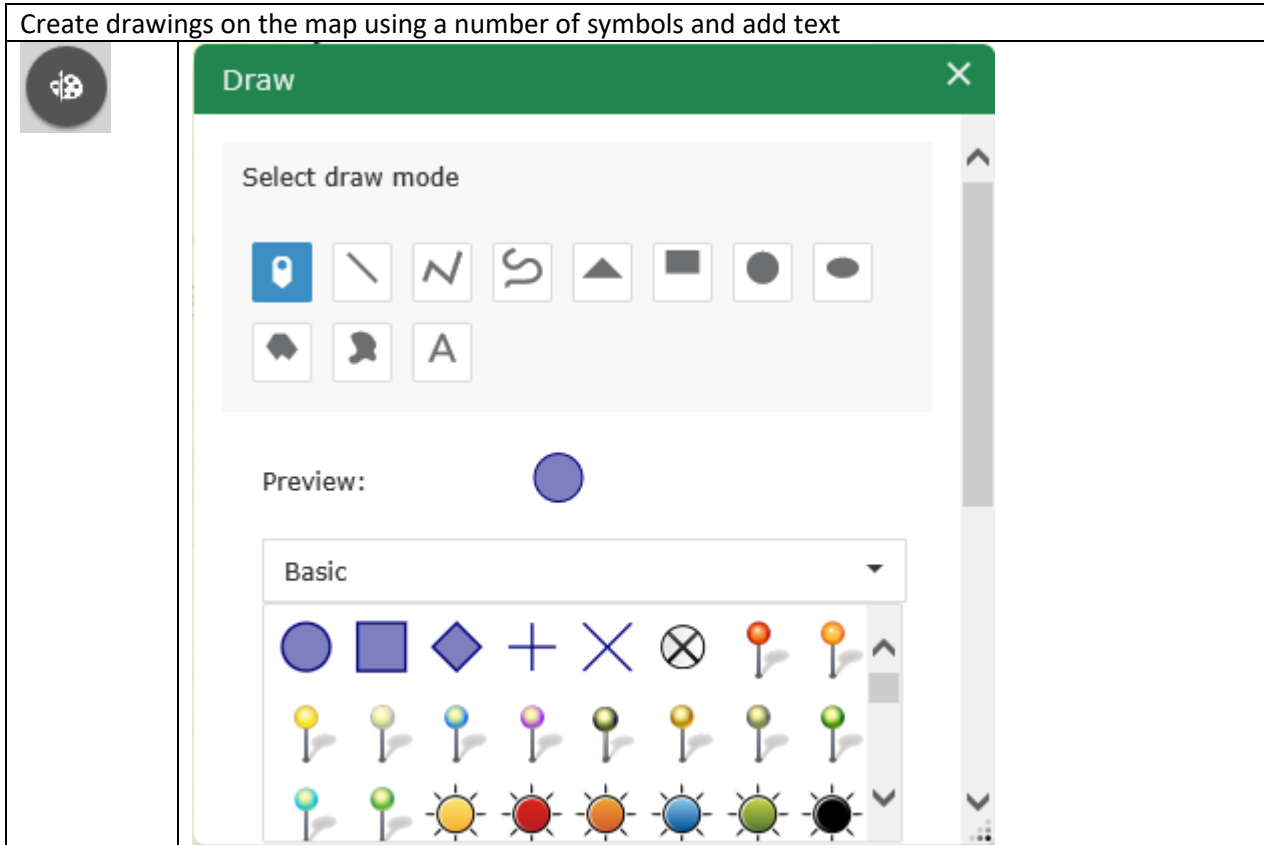 Create drawings on the map using a number of symbols and add text
Draw
Select draw mode
A
Preview:
Basic